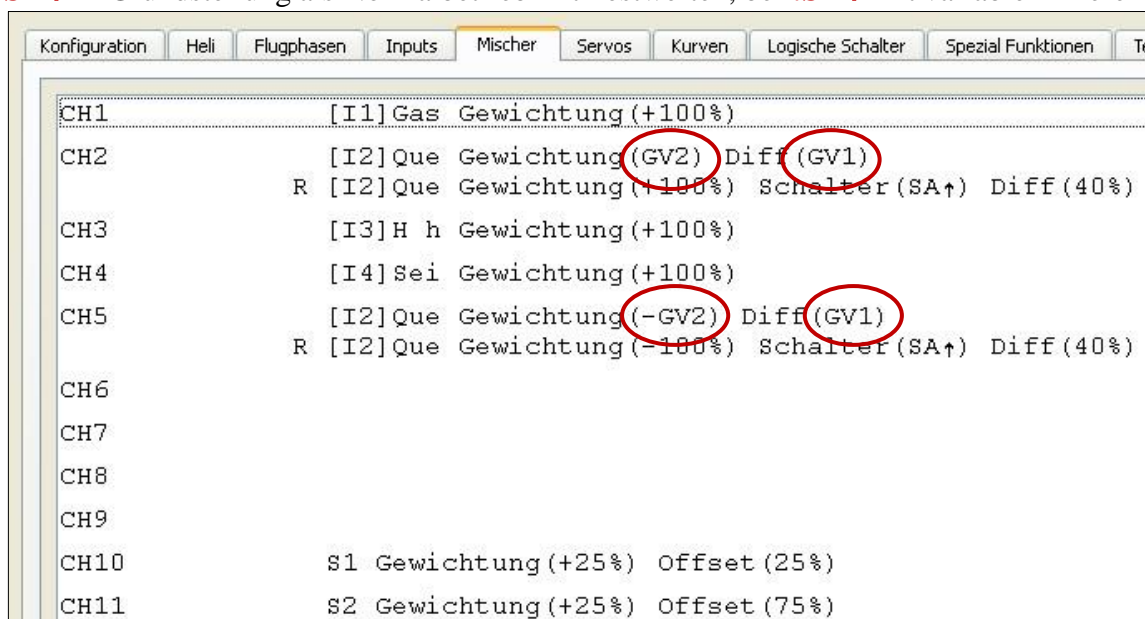 Konfiguration Heli Flugphasen Inputs Mischer Servos Kurven Logische Schalter Spezial Funktionen
CH1 [I1]Gas Gewichtung(+100%)
CH2 [I2]Que Gewichtung(GV2) Diff(GV1)
R [I2]Que Gewichtung(+100%) Schalter(SA↑) Diff(40%)
CH3 [I3]H h Gewichtung(+100%)
CH4 [I4]Sei Gewichtung(+100%)
CH5 [I2]Que Gewichtung(-GV2) Diff(GV1)
R [I2]Que Gewichtung(-100%) Schalter(SA↑) Diff(40%)
CH6
CH7
CH8
CH9
CH10 S1 Gewichtung(+25%) Offset(25%)
CH11 S2 Gewichtung(+25%) Offset(75%)